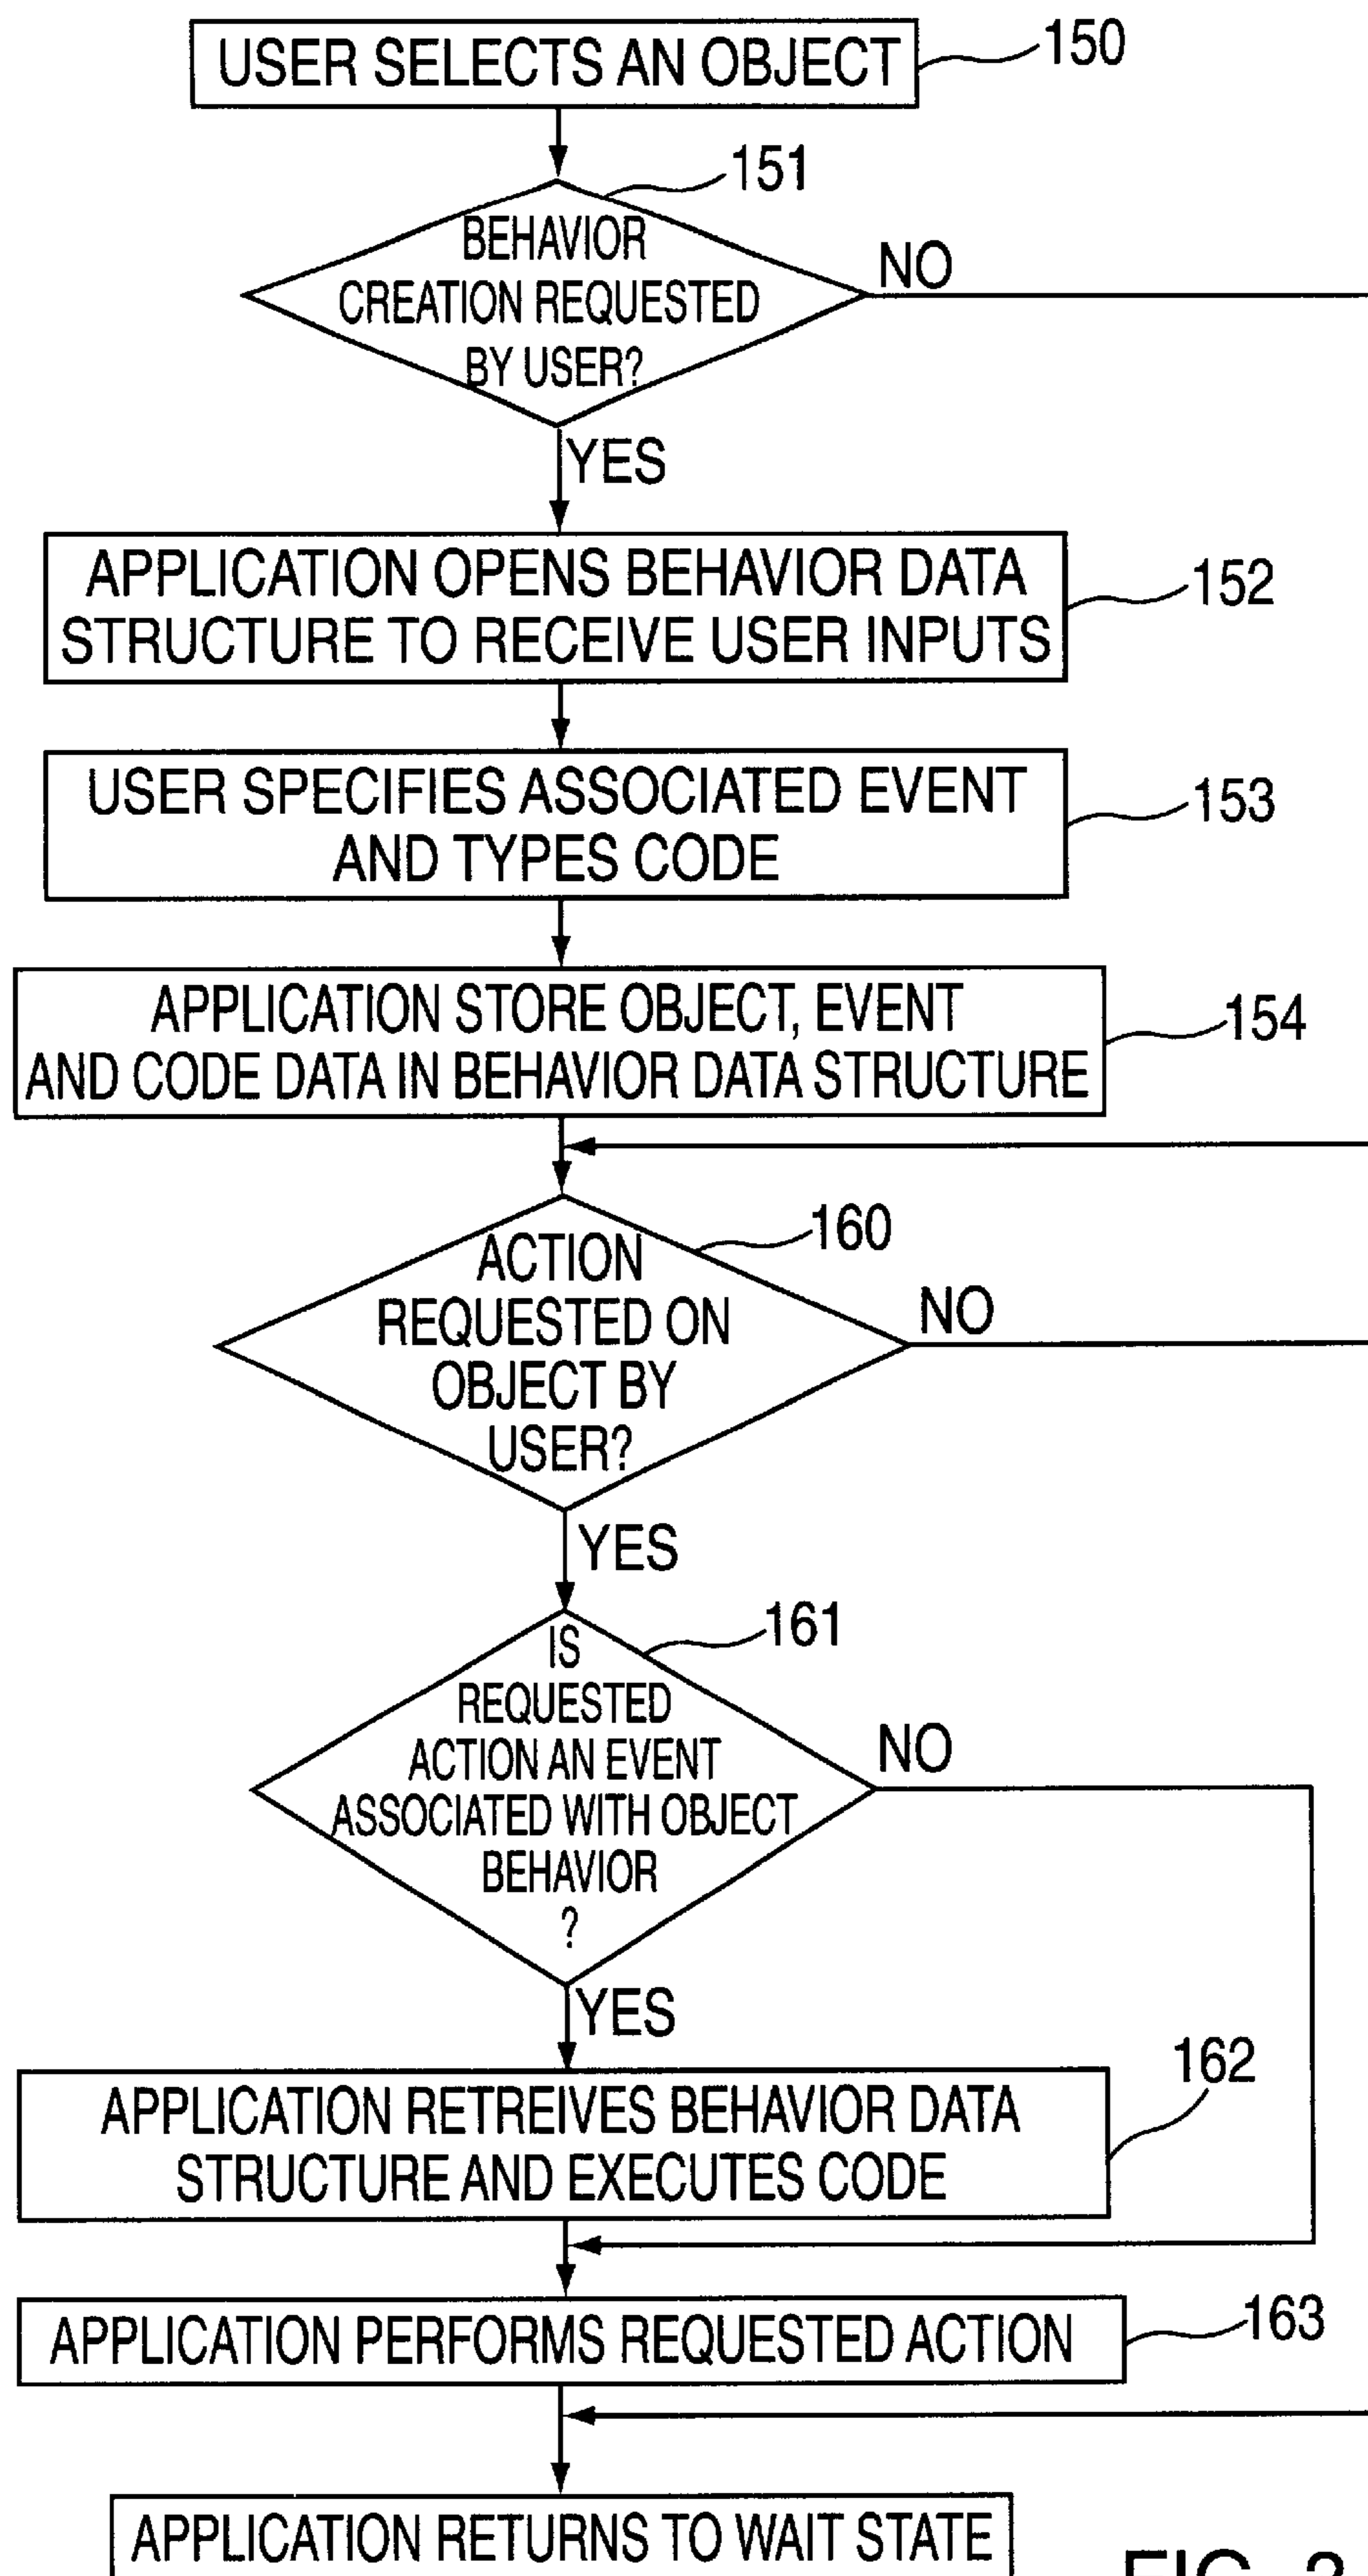 USER SELECTS AN OBJECT
150
151
BEHAVIOR
CREATION REQUESTED
BY USER?
NO
YES
APPLICATION OPENS BEHAVIOR DATA
STRUCTURE TO RECEIVE USER INPUTS
152
USER SPECIFIES ASSOCIATED EVENT
AND TYPES CODE
153
APPLICATION STORE OBJECT, EVENT
AND CODE DATA IN BEHAVIOR DATA STRUCTURE
154
160
ACTION
REQUESTED ON
OBJECT BY
USER?
NO
YES
161
IS
REQUESTED
ACTION AN EVENT
ASSOCIATED WITH OBJECT
BEHAVIOR
?
NO
YES
162
APPLICATION RETREIVES BEHAVIOR DATA
STRUCTURE AND EXECUTES CODE
APPLICATION PERFORMS REQUESTED ACTION
163
APPLICATION RETURNS TO WAIT STATE
FIG.